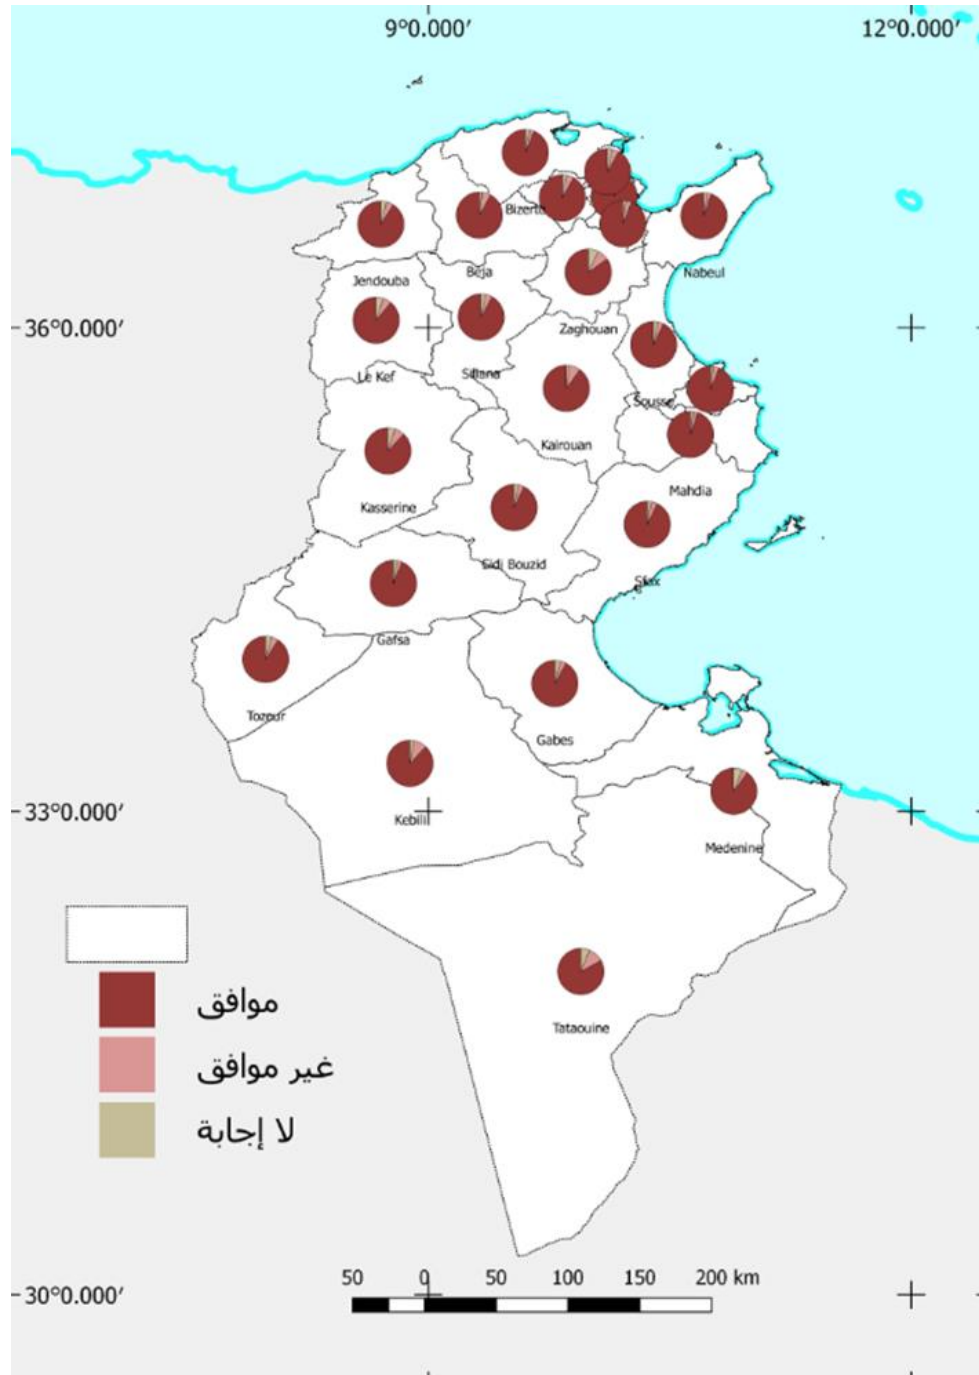 9°0.000′
12°0.000′
Bizerte
Jendouba
Beja
Nabeul
36°0.000′
Zaghouan
Le Kef
Siliana
Sousse
Kairouan
Kasserine
Mahdia
Sidi Bouzid
Sfax
Gafsa
Tozeur
Gabes
33°0.000′
Kebili
Medenine
موافق
غير موافق
لا إجابة
Tataouine
50 0 50 100 150 200 km
30°0.000′